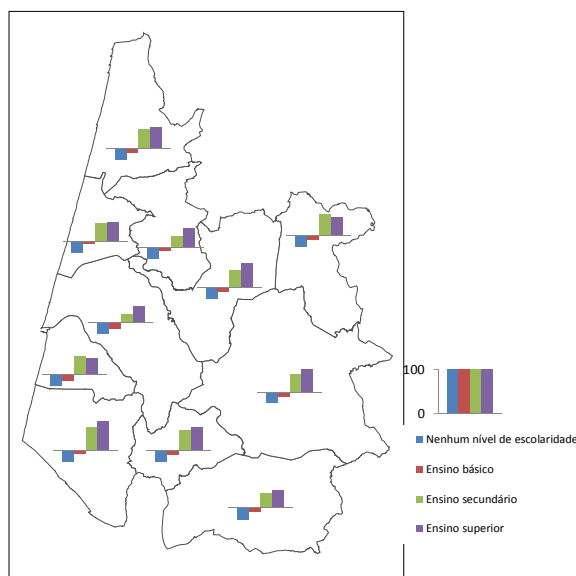 100
0
Nenhum nível de escolaridade
Ensino básico
Ensino secundário
Ensino superior